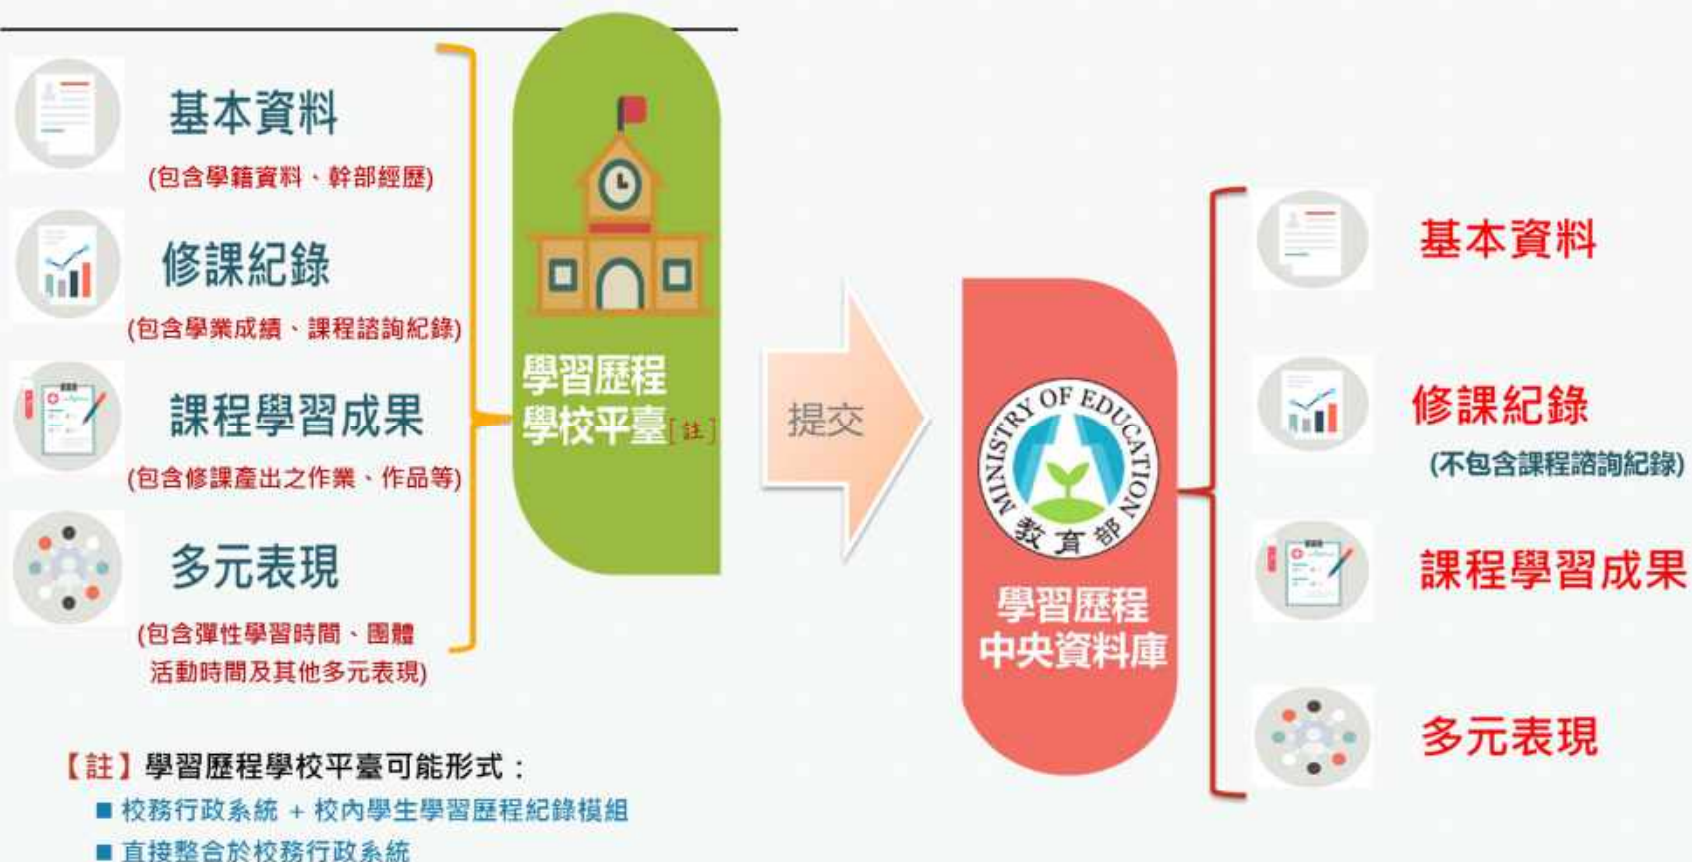 基本資料
(包含學籍資料、幹部經歷)
修課紀錄
(包含學業成績、課程諮詢紀錄)
課程學習成果
(包含修課產出之作業、作品等)
多元表現
(包含彈性學習時間、團體
活動時間及其他多元表現)
學習歷程
學校平臺[註]
提交
MINISTRY OF EDUCATION
教育部
學習歷程
中央資料庫
基本資料
修課紀錄
(不包含課程諮詢紀錄)
課程學習成果
多元表現
【註】學習歷程學校平臺可能形式：
■ 校務行政系統 + 校內學生學習歷程紀錄模組
■ 直接整合於校務行政系統